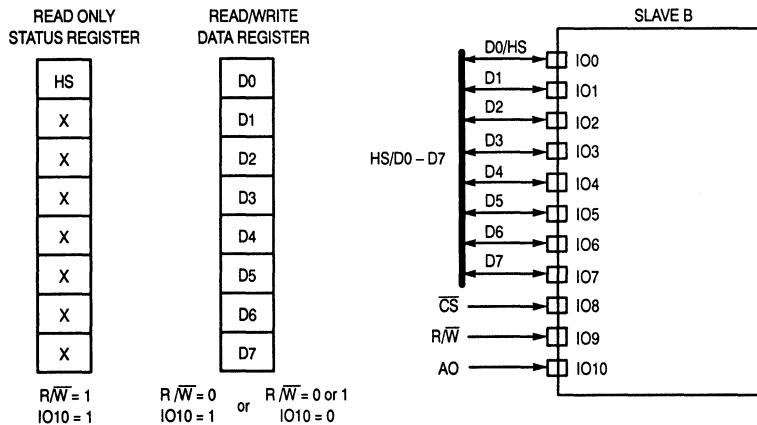 READ ONLY
STATUS REGISTER
HS
X
X
X
X
X
X
X
R/W̅ = 1
IO10 = 1
READ/WRITE
DATA REGISTER
D0
D1
D2
D3
D4
D5
D6
D7
R/W̅ = 0
IO10 = 1
or
R/W̅ = 0 or 1
IO10 = 0
SLAVE B
HS/D0 – D7
D0/HS
D1
D2
D3
D4
D5
D6
D7
C̅S̅
R/W̅
AO
IO0
IO1
IO2
IO3
IO4
IO5
IO6
IO7
IO8
IO9
IO10